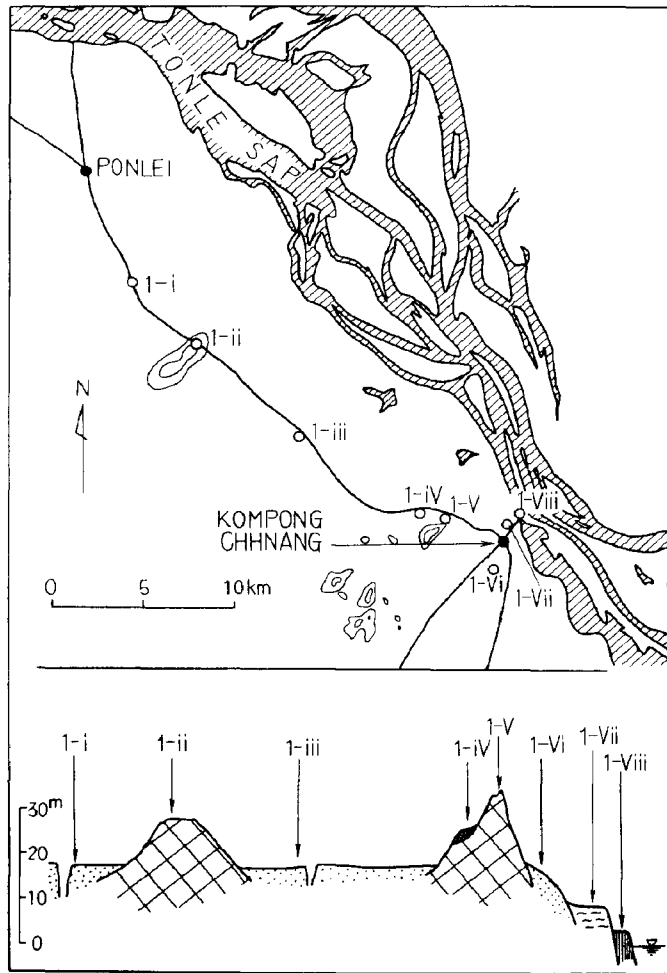 TONLE SAP
PONLEI
1-i
1-ii
N
1-iii
1-iV
1-V
1-Viii
KOMPONG
CHHNANG
1-Vi
1-Vii
0 5 10km
1-i
1-ii
1-iii
1-iV
1-V
1-Vi
1-Vii
1-Viii
30m
20
10
0